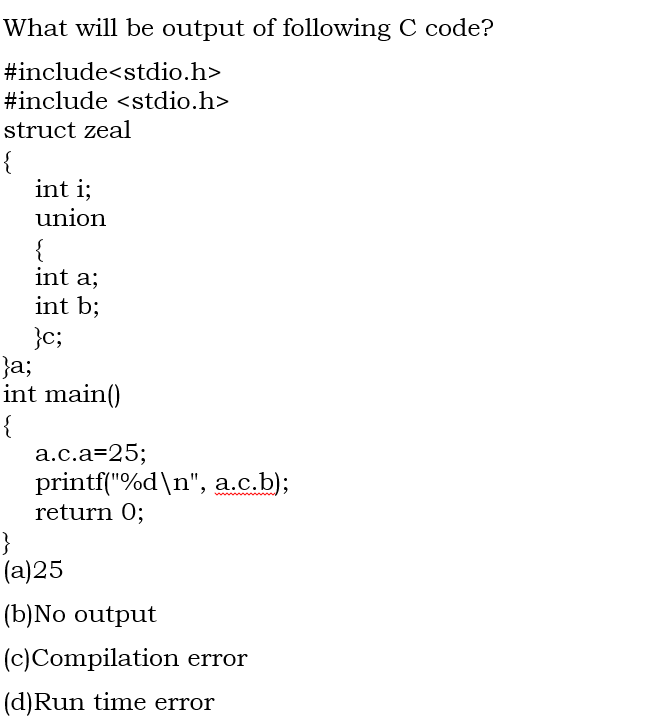 What will be output of following C code?
#include<stdio.h>
#include <stdio.h>
struct zeal
{
int i;
union
{
int a;
int b;
}c;
}a;
int main()
{
a.c.a=25;
printf("%d\n", a.c.b);
return 0;
}
(a)25
(b)No output
(c)Compilation error
(d)Run time error